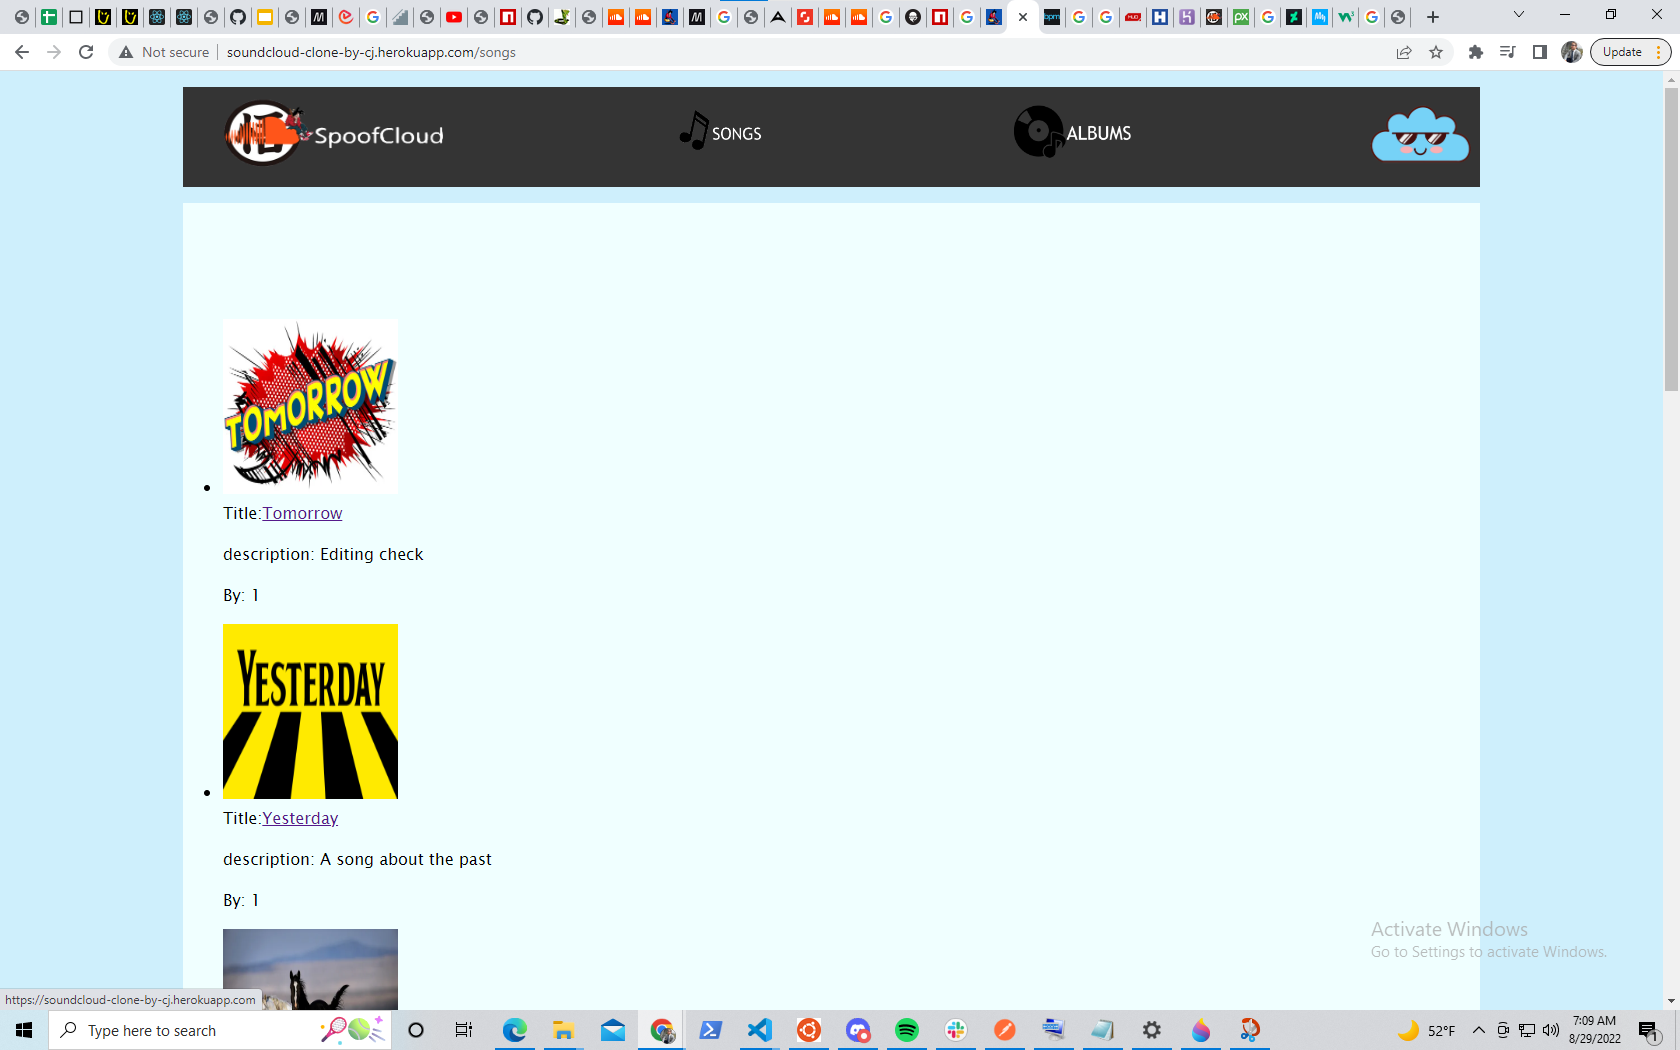 Not secure
soundcloud-clone-by-cj.herokuapp.com/songs
Update
SpoofCloud
SONGS
ALBUMS
TOMORROW
Title:Tomorrow
description: Editing check
By: 1
YESTERDAY
Title:Yesterday
description: A song about the past
By: 1
Activate Windows
Go to Settings to activate Windows.
https://soundcloud-clone-by-cj.herokuapp.com
Type here to search
52°F
7:09 AM
8/29/2022
1